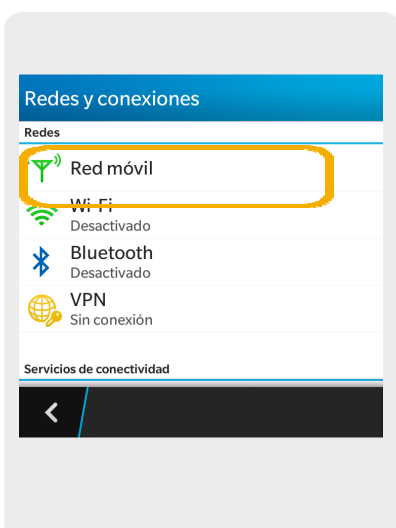 Redes y conexiones
Redes
Red móvil
Wi-Fi
Desactivado
Bluetooth
Desactivado
VPN
Sin conexión
Servicios de conectividad